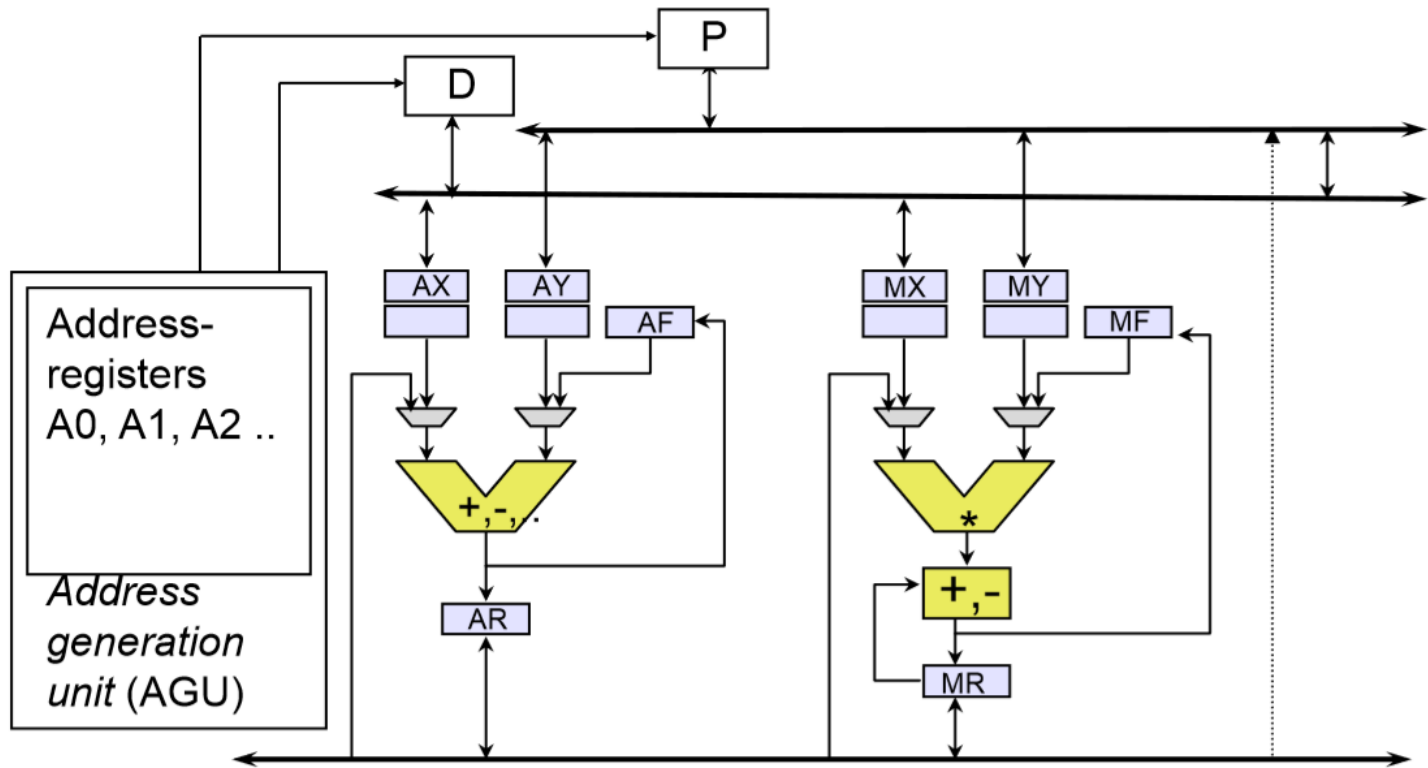 P
D
AX
AY
AF
MX
MY
MF
Address-
registers
A0, A1, A2 ..
+,-,..
*
+,-
AR
MR
Address
generation
unit (AGU)